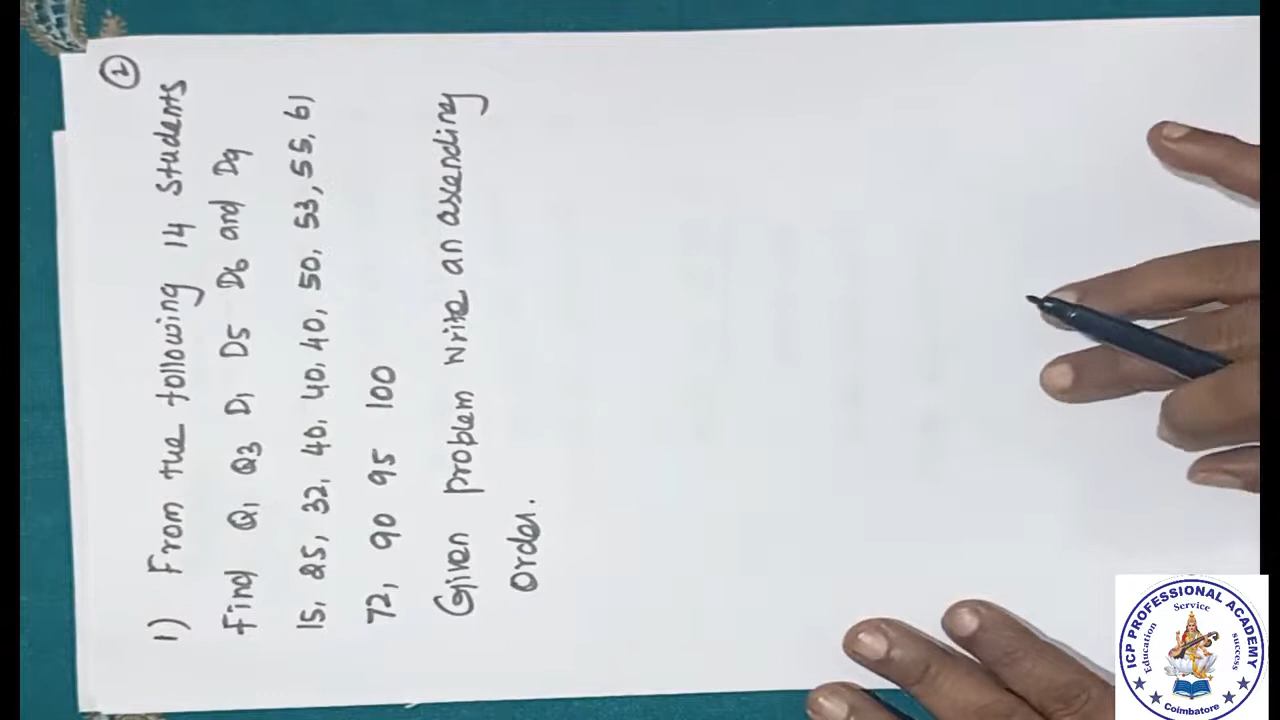 2
1) From the following 14 students
Find Q1 Q3 D1 D5 D6 and D9
15, 25, 32, 40, 40, 40, 50, 53, 55, 61
72, 90 95 100
Given problem write an ascending
order.
ICP PROFESSIONAL ACADEMY
Service
Education
success
Coimbatore